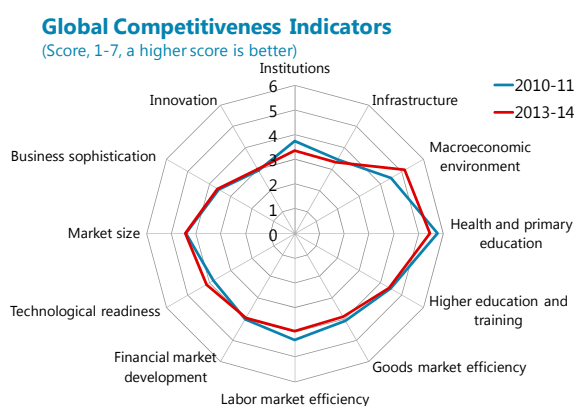 Global Competitiveness Indicators
(Score, 1-7, a higher score is better)
Institutions
Infrastructure
Macroeconomic
environment
Health and primary
education
Higher education and
training
Goods market efficiency
Labor market efficiency
Financial market
development
Technological readiness
Market size
Business sophistication
Innovation
6
5
4
3
2
1
0
2010-11
2013-14